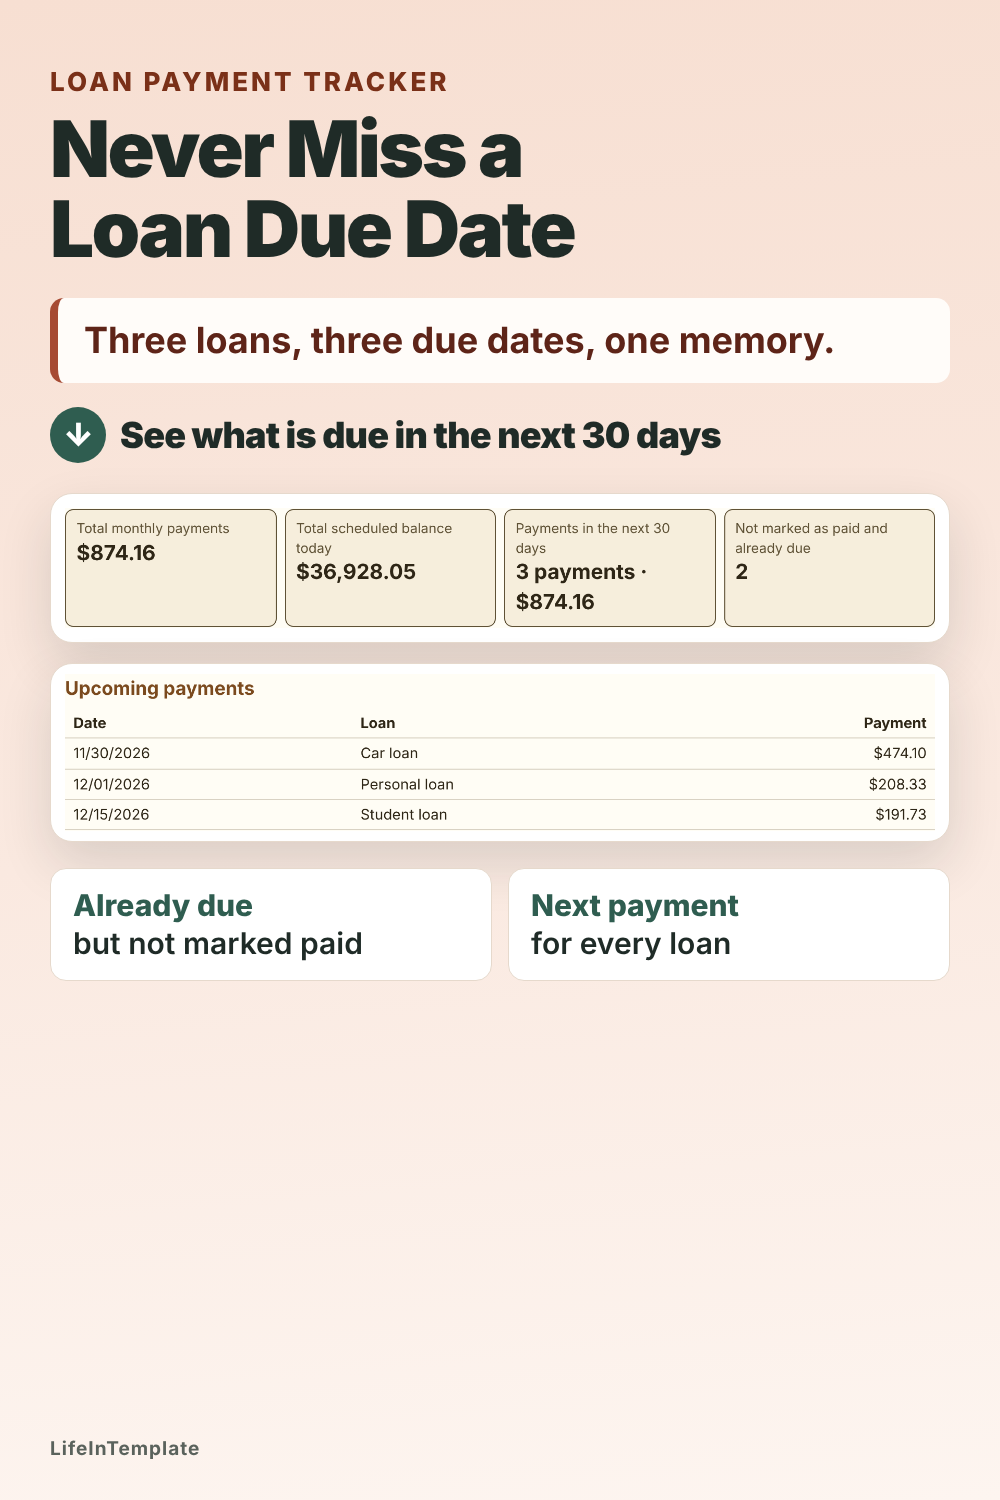 LOAN PAYMENT TRACKER
Never Miss a
Loan Due Date
Three loans, three due dates, one memory.
See what is due in the next 30 days
Total monthly payments
$874.16
Total scheduled balance
today
$36,928.05
Payments in the next 30
days
3 payments ·
$874.16
Not marked as paid and
already due
2
Upcoming payments
Date Loan Payment
11/30/2026 Car loan $474.10
12/01/2026 Personal loan $208.33
12/15/2026 Student loan $191.73
Already due
but not marked paid
Next payment
for every loan
LifeInTemplate